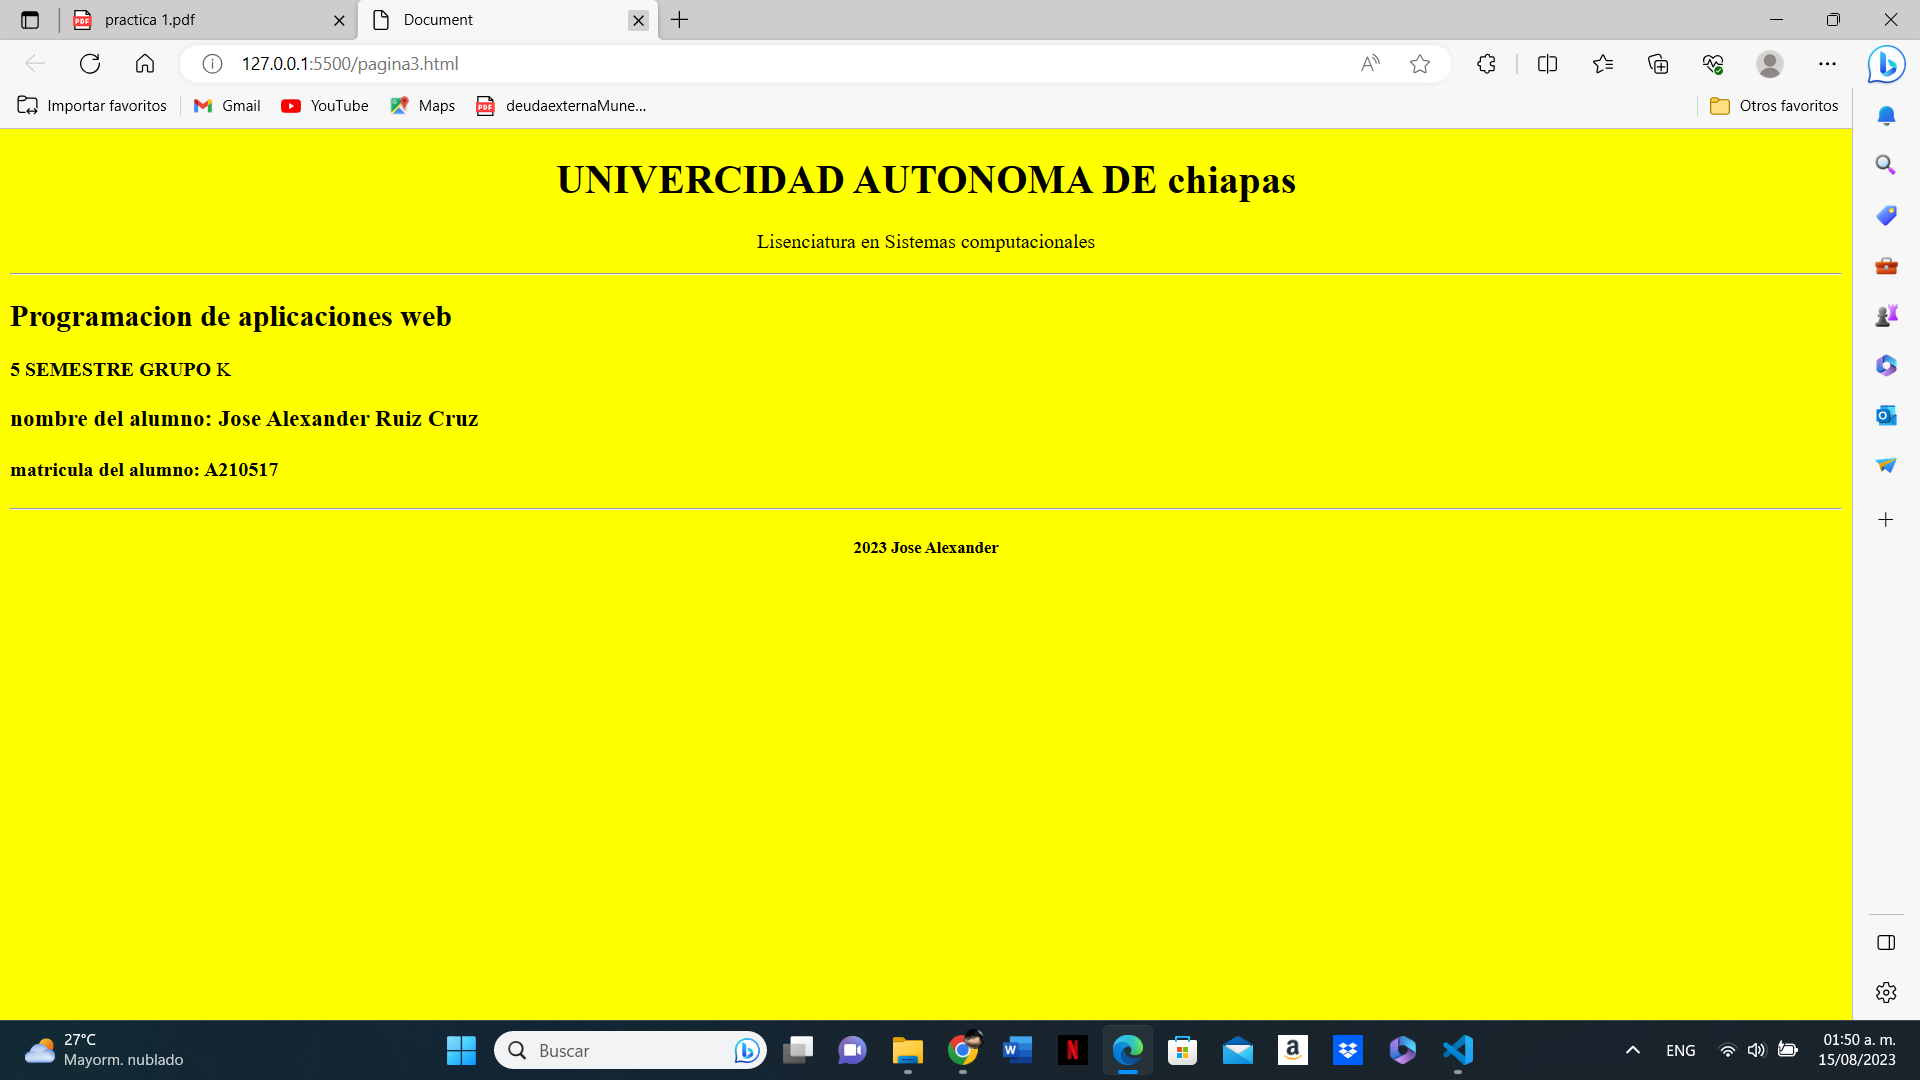 practica 1.pdf
Document
127.0.0.1:5500/pagina3.html
Importar favoritos
Gmail
YouTube
Maps
deudaexternaMune...
Otros favoritos
UNIVERCIDAD AUTONOMA DE chiapas
Lisenciatura en Sistemas computacionales
Programacion de aplicaciones web
5 SEMESTRE GRUPO K
nombre del alumno: Jose Alexander Ruiz Cruz
matricula del alumno: A210517
2023 Jose Alexander
27°C
Mayorm. nublado
Buscar
ENG
01:50 a. m.
15/08/2023